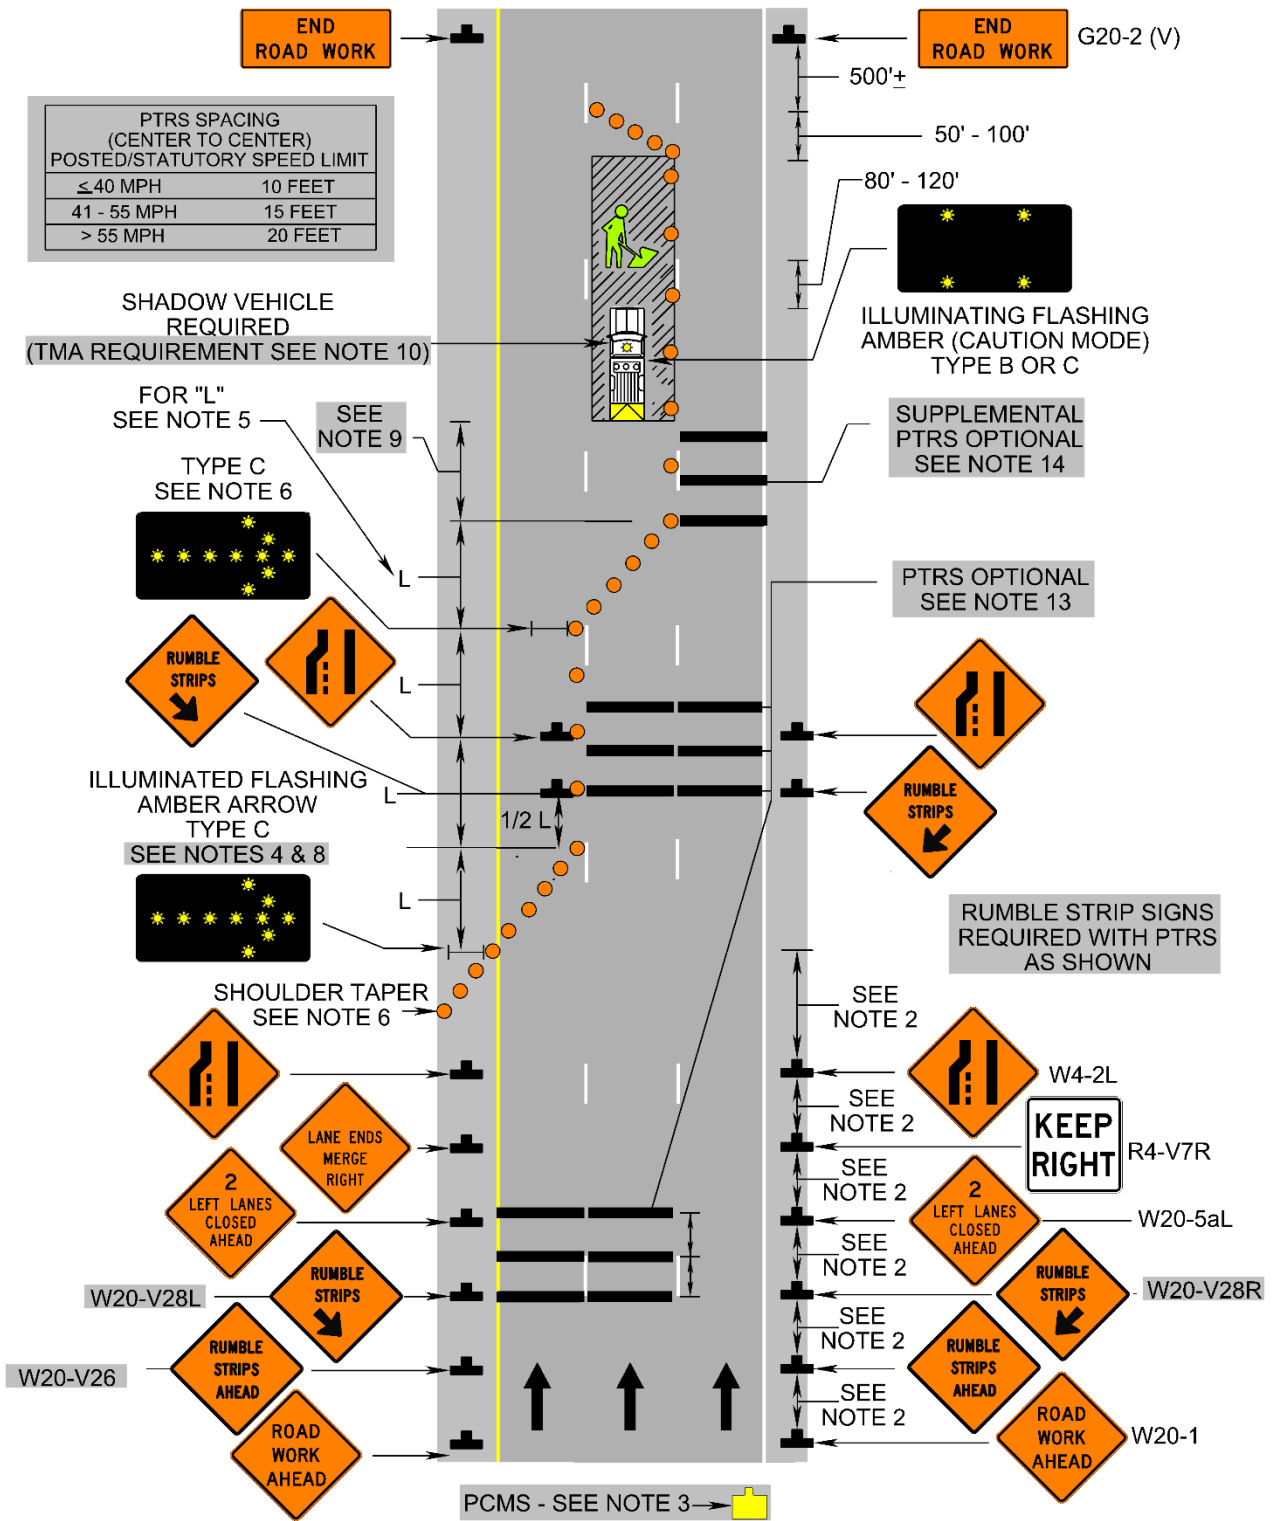 END
ROAD WORK
END
ROAD WORK
G20-2 (V)
500'±
PTRS SPACING
(CENTER TO CENTER)
POSTED/STATUTORY SPEED LIMIT
≤40 MPH 10 FEET
41 - 55 MPH 15 FEET
> 55 MPH 20 FEET
50' - 100'
80' - 120'
SHADOW VEHICLE
REQUIRED
(TMA REQUIREMENT SEE NOTE 10)
ILLUMINATING FLASHING
AMBER (CAUTION MODE)
TYPE B OR C
FOR "L"
SEE NOTE 5
SEE
NOTE 9
SUPPLEMENTAL
PTRS OPTIONAL
SEE NOTE 14
TYPE C
SEE NOTE 6
L
PTRS OPTIONAL
SEE NOTE 13
RUMBLE
STRIPS
L
ILLUMINATED FLASHING
AMBER ARROW
TYPE C
SEE NOTES 4 & 8
L
1/2 L
RUMBLE
STRIPS
L
RUMBLE STRIP SIGNS
REQUIRED WITH PTRS
AS SHOWN
SHOULDER TAPER
SEE NOTE 6
SEE
NOTE 2
W4-2L
SEE
NOTE 2
LANE ENDS
MERGE
RIGHT
KEEP
RIGHT
R4-V7R
SEE
NOTE 2
2
LEFT LANES
CLOSED
AHEAD
2
LEFT LANES
CLOSED
AHEAD
W20-5aL
SEE
NOTE 2
W20-V28L
RUMBLE
STRIPS
RUMBLE
STRIPS
W20-V28R
SEE
NOTE 2
W20-V26
RUMBLE
STRIPS
AHEAD
RUMBLE
STRIPS
AHEAD
SEE
NOTE 2
ROAD
WORK
AHEAD
ROAD
WORK
AHEAD
W20-1
PCMS - SEE NOTE 3